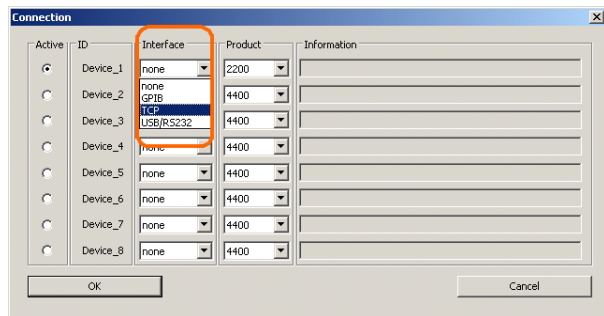 Connection
Active ID Interface Product Information
Device_1 none 2200
none
GPIB
TCP
USB/RS232
Device_2 4400
Device_3 4400
Device_4 none 4400
Device_5 none 4400
Device_6 none 4400
Device_7 none 4400
Device_8 none 4400
OK Cancel